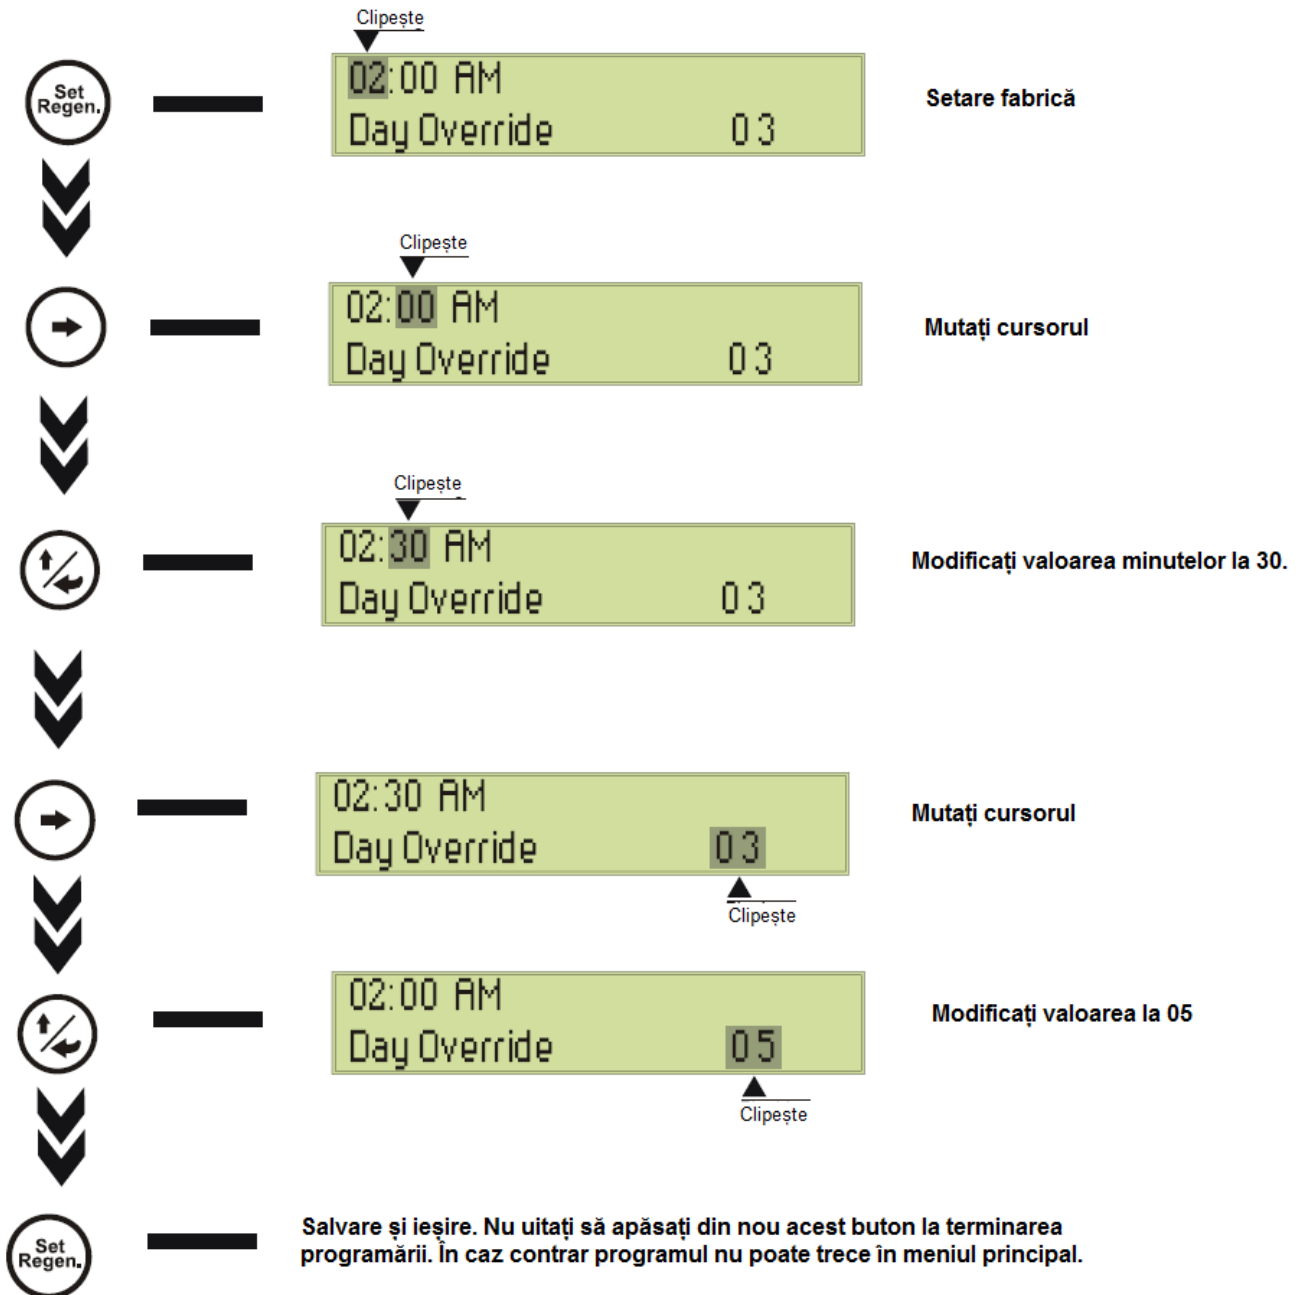 Clipește
Set
Regen.
02:00 AM
Day Override 03
Setare fabrică
Clipește
02:00 AM
Day Override 03
Mutați cursorul
Clipește
02:30 AM
Day Override 03
Modificați valoarea minutelor la 30.
02:30 AM
Day Override 03
Mutați cursorul
Clipește
02:00 AM
Day Override 05
Modificați valoarea la 05
Clipește
Set
Regen.
Salvare și ieșire. Nu uitați să apăsați din nou acest buton la terminarea
programării. În caz contrar programul nu poate trece în meniul principal.